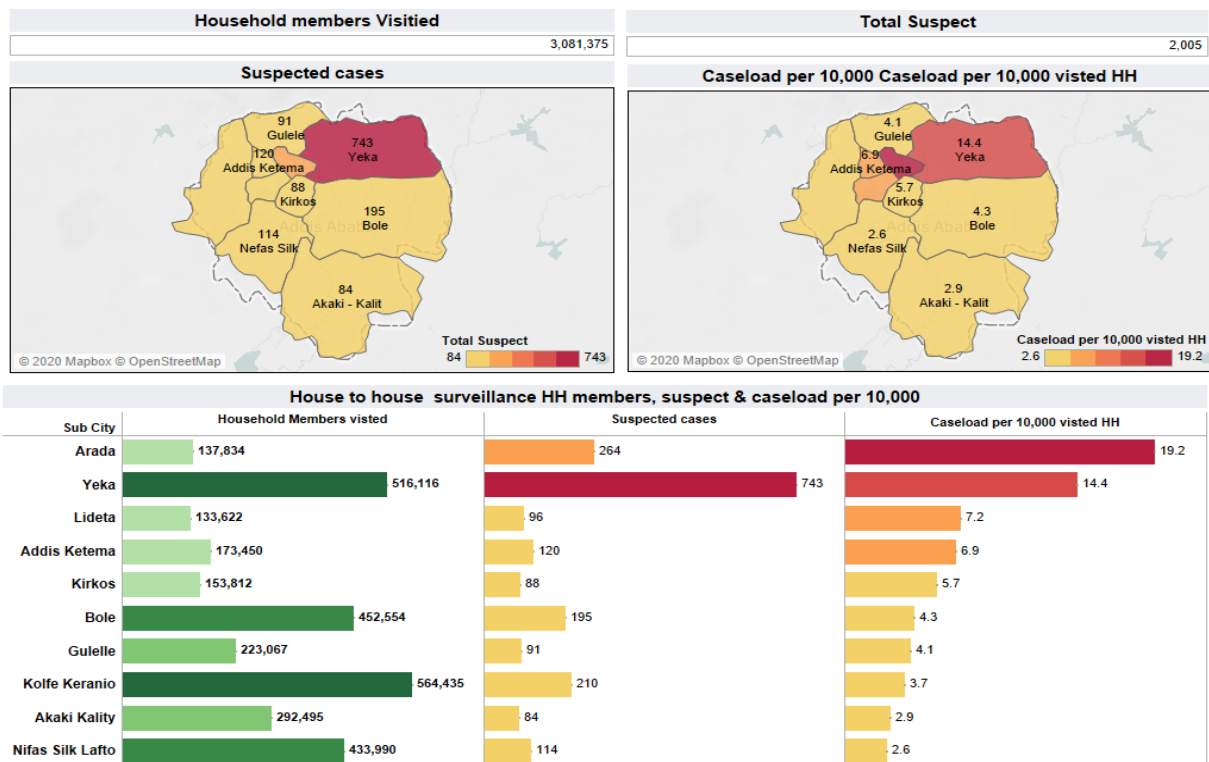 Household members Visitied
3,081,375
Total Suspect
2,005
Suspected cases
91
Gulele
743
Yeka
120
Addis Ketema
88
Kirkos
195
Bole
Addis Abab
114
Nefas Silk
84
Akaki - Kalit
Total Suspect
84 743
© 2020 Mapbox © OpenStreetMap
Caseload per 10,000 Caseload per 10,000 visted HH
4.1
Gulele
14.4
Yeka
6.9
Addis Ketema
5.7
Kirkos
4.3
Bole
Addis Abab
2.6
Nefas Silk
2.9
Akaki - Kalit
Caseload per 10,000 visted HH
2.6 19.2
© 2020 Mapbox © OpenStreetMap
House to house surveillance HH members, suspect & caseload per 10,000
Sub City Household Members visted Suspected cases Caseload per 10,000 visted HH
Arada 137,834 264 19.2
Yeka 516,116 743 14.4
Lideta 133,622 96 7.2
Addis Ketema 173,450 120 6.9
Kirkos 153,812 88 5.7
Bole 452,554 195 4.3
Gulelle 223,067 91 4.1
Kolfe Keranio 564,435 210 3.7
Akaki Kality 292,495 84 2.9
Nifas Silk Lafto 433,990 114 2.6